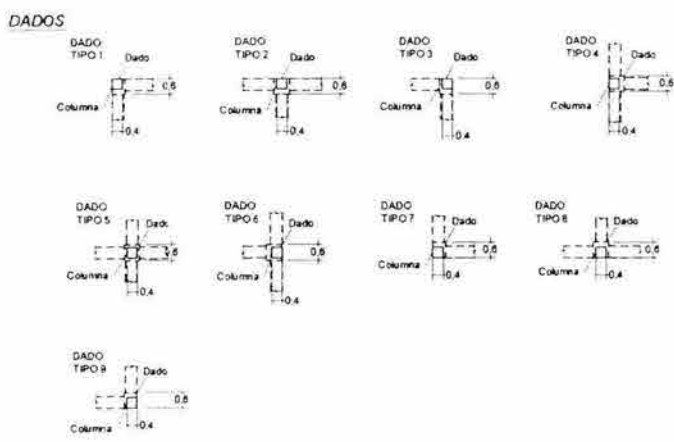 DADOS
DADO
TIPO 1
Dado
Columna
0,6
0,4
DADO
TIPO 2
Dado
Columna
0,6
0,4
DADO
TIPO 3
Dado
Columna
0,6
0,4
DADO
TIPO 4
Dado
Columna
0,6
0,4
DADO
TIPO 5
Dado
Columna
0,4
DADO
TIPO 6
Dado
Columna
0,6
0,4
DADO
TIPO 7
Dado
Columna
0,6
0,4
DADO
TIPO 8
Dado
Columna
0,6
0,4
DADO
TIPO 9
Dado
Columna
0,6
0,4